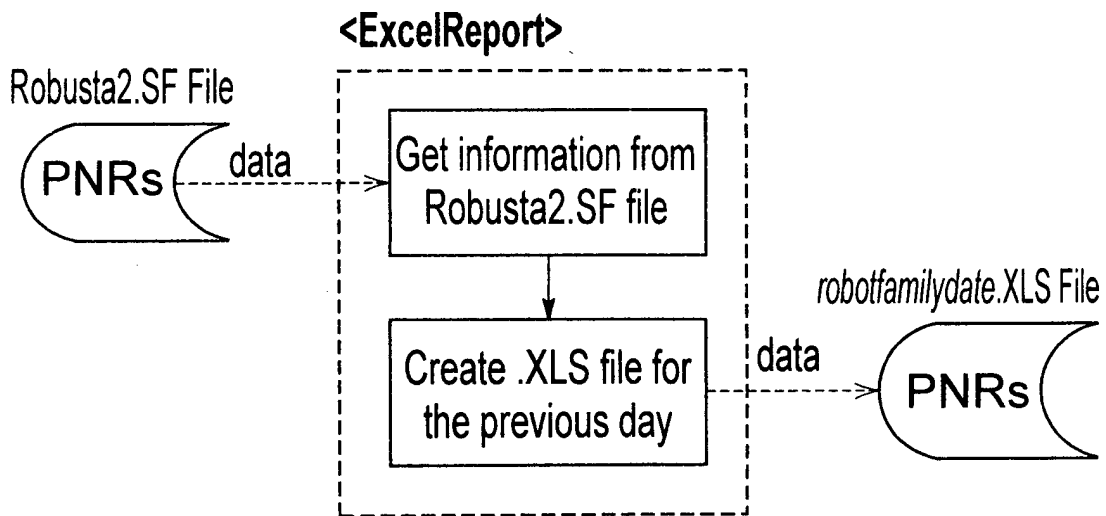 <ExcelReport>
Robusta2.SF File
PNRs
data
Get information from
Robusta2.SF file
Create .XLS file for
the previous day
data
robotfamilydate.XLS File
PNRs